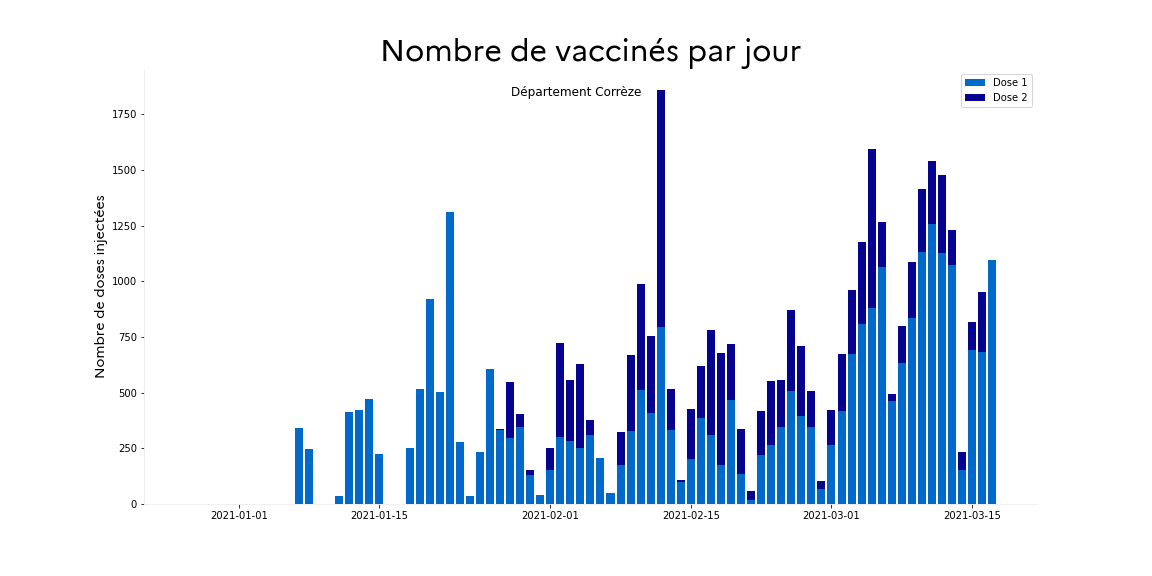 Nombre de vaccinés par jour
Département Corrèze
Dose 1
Dose 2
Nombre de doses injectées
1750
1500
1250
1000
750
500
250
0
2021-01-01
2021-01-15
2021-02-01
2021-02-15
2021-03-01
2021-03-15